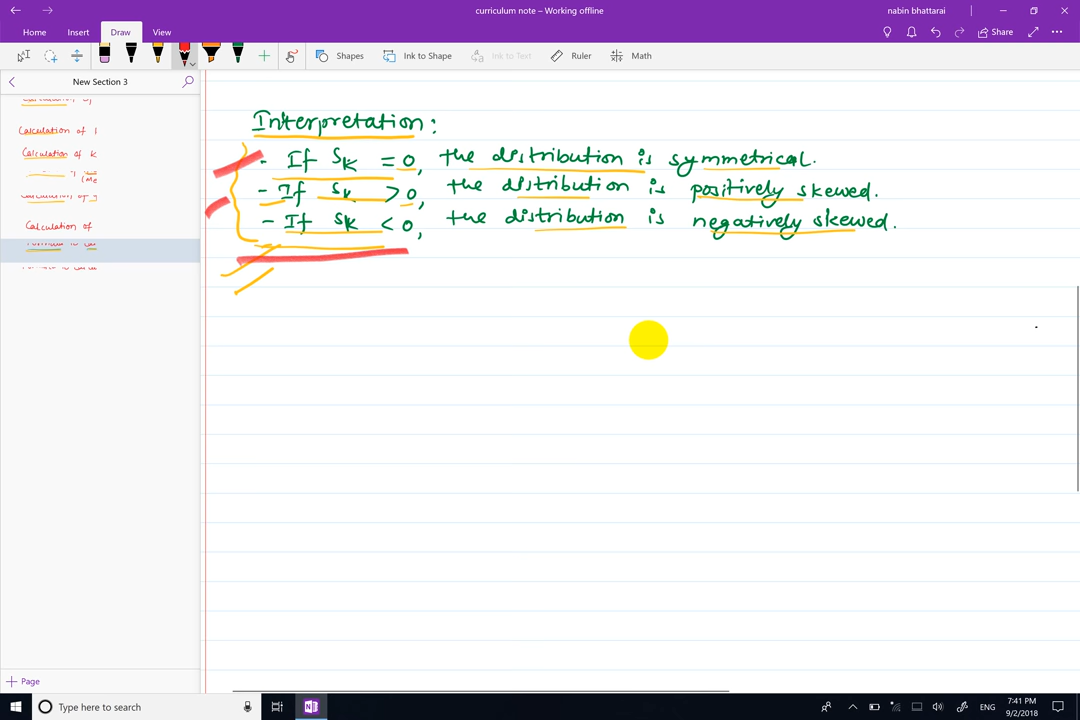 curriculum note – Working offline
nabin bhattarai
Home Insert Draw View
Share
Shapes Ink to Shape Ink to Text Ruler Math
New Section 3
Calculation of
Calculation of
Calculation of
Page
Interpretation:
- If Sk = 0, the distribution is symmetrical.
- If Sk > 0, the distribution is positively skewed.
- If Sk < 0, the distribution is negatively skewed.
Type here to search
ENG
7:41 PM
9/2/2018